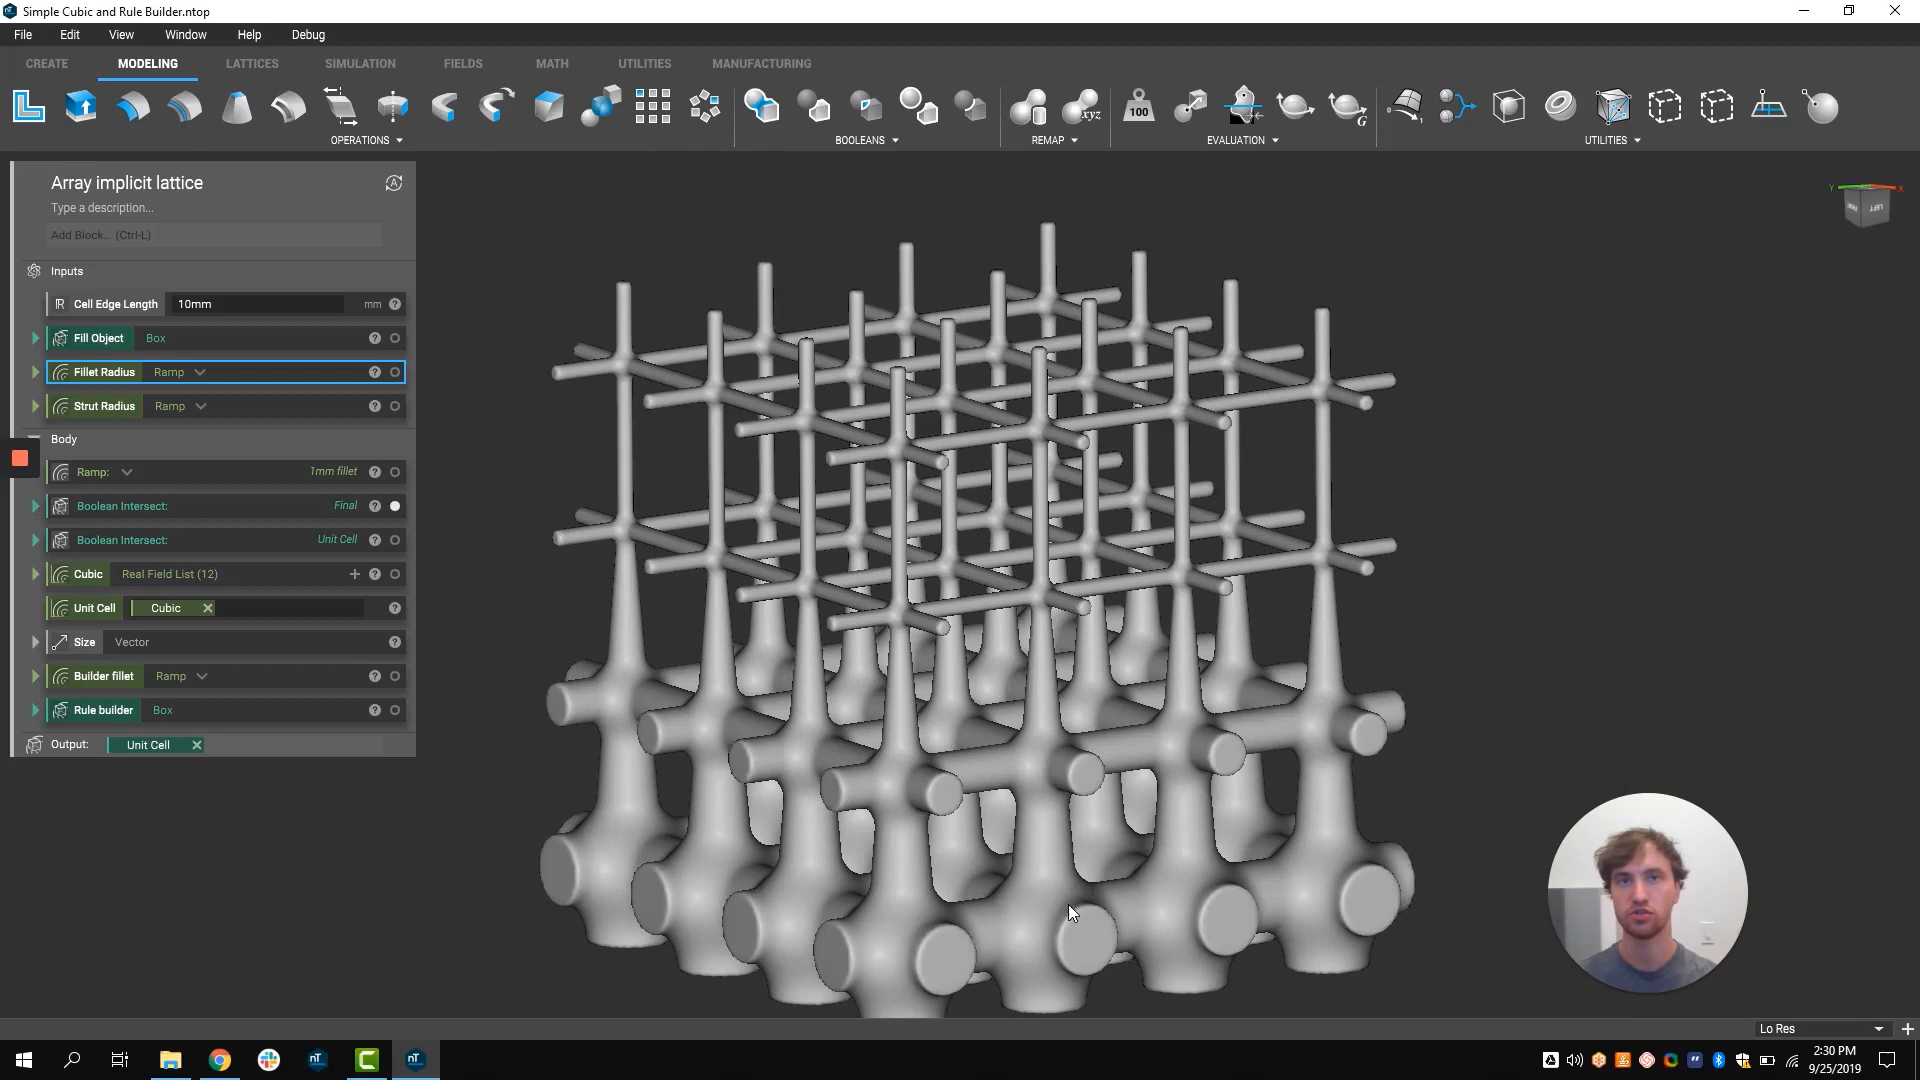 Simple Cubic and Rule Builder.ntop
File Edit View Window Help Debug
CREATE MODELING LATTICES SIMULATION FIELDS MATH UTILITIES MANUFACTURING
100 xyz G
OPERATIONS BOOLEANS REMAP EVALUATION UTILITIES
Array implicit lattice
Type a description...
Add Block... (Ctrl-L)
Inputs
Cell Edge Length 10mm mm
Fill Object Box
Fillet Radius Ramp
Strut Radius Ramp
Body
Ramp: 1mm fillet
Boolean Intersect: Final
Boolean Intersect: Unit Cell
Cubic Real Field List (12)
Unit Cell Cubic
Size Vector
Builder fillet Ramp
Rule builder Box
Output: Unit Cell
Y X
LEFT
Lo Res
2:30 PM
9/25/2019